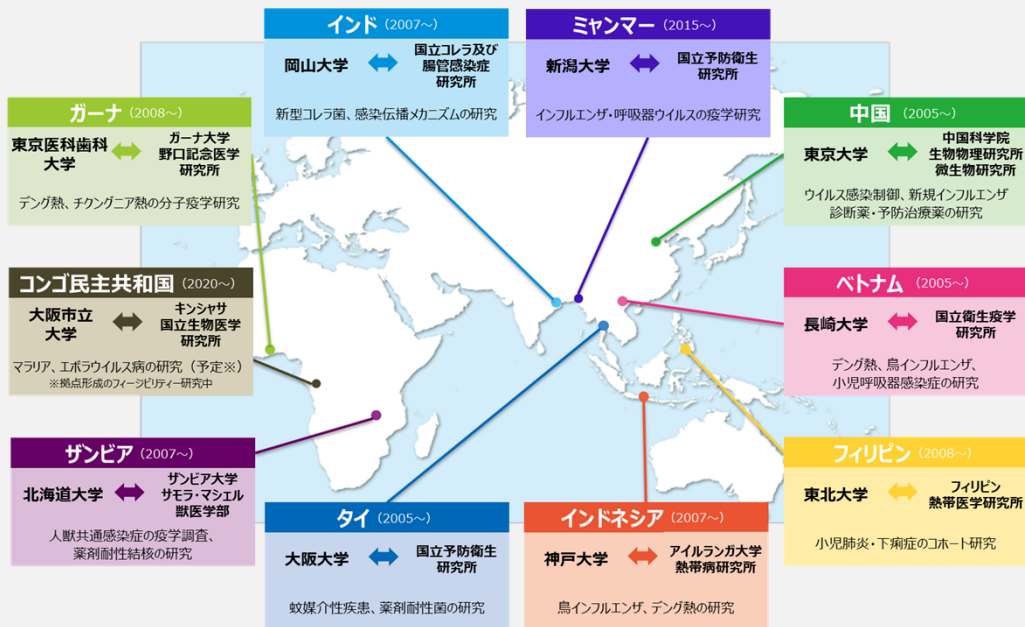 インド（2007～）
岡山大学 ⇔ 国立コレラ及び
腸管感染症
研究所
新型コレラ菌、感染伝播メカニズムの研究
ミャンマー（2015～）
新潟大学 ⇔ 国立予防衛生
研究所
インフルエンザ・呼吸器ウイルスの疫学研究
ガーナ（2008～）
東京医科歯科
大学 ⇔ ガーナ大学
野口記念医学
研究所
デング熱、チクングニア熱の分子疫学研究
中国（2005～）
東京大学 ⇔ 中国科学院
生物物理研究所
微生物研究所
ウイルス感染制御、新規インフルエンザ
診断薬・予防治療薬の研究
コンゴ民主共和国（2020～）
大阪市立
大学 ⇔ キンシャサ
国立生物医学
研究所
マラリア、エボラウイルス病の研究（予定※）
※拠点形成のフィージビリティー研究中
ベトナム（2005～）
長崎大学 ⇔ 国立衛生疫学
研究所
デング熱、鳥インフルエンザ、
小児呼吸器感染症の研究
ザンビア（2007～）
北海道大学 ⇔ ザンビア大学
サモラ・マシェル
獣医学部
人獣共通感染症の疫学調査、
薬剤耐性結核の研究
フィリピン（2008～）
東北大学 ⇔ フィリピン
熱帯医学研究所
小児肺炎・下痢症のコホート研究
タイ（2005～）
大阪大学 ⇔ 国立予防衛生
研究所
蚊媒介性疾患、薬剤耐性菌の研究
インドネシア（2007～）
神戸大学 ⇔ アイルランガ大学
熱帯病研究所
鳥インフルエンザ、デング熱の研究